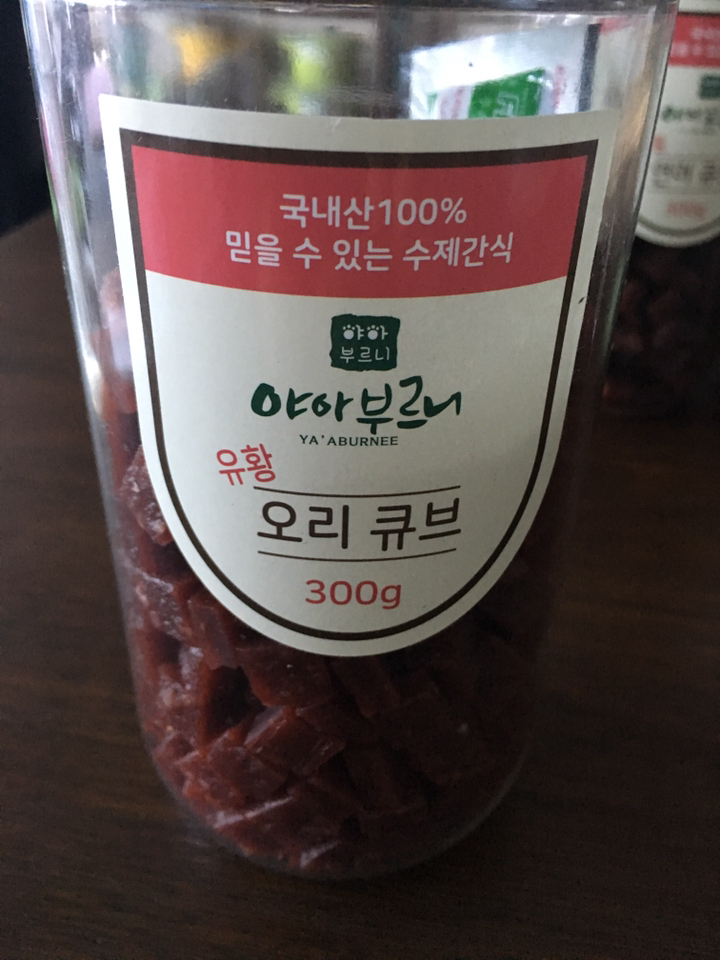 국내산100%
믿을 수 있는 수제간식
야아
부르니
야아부르니
YA'ABURNEE
유황
오리 큐브
300g